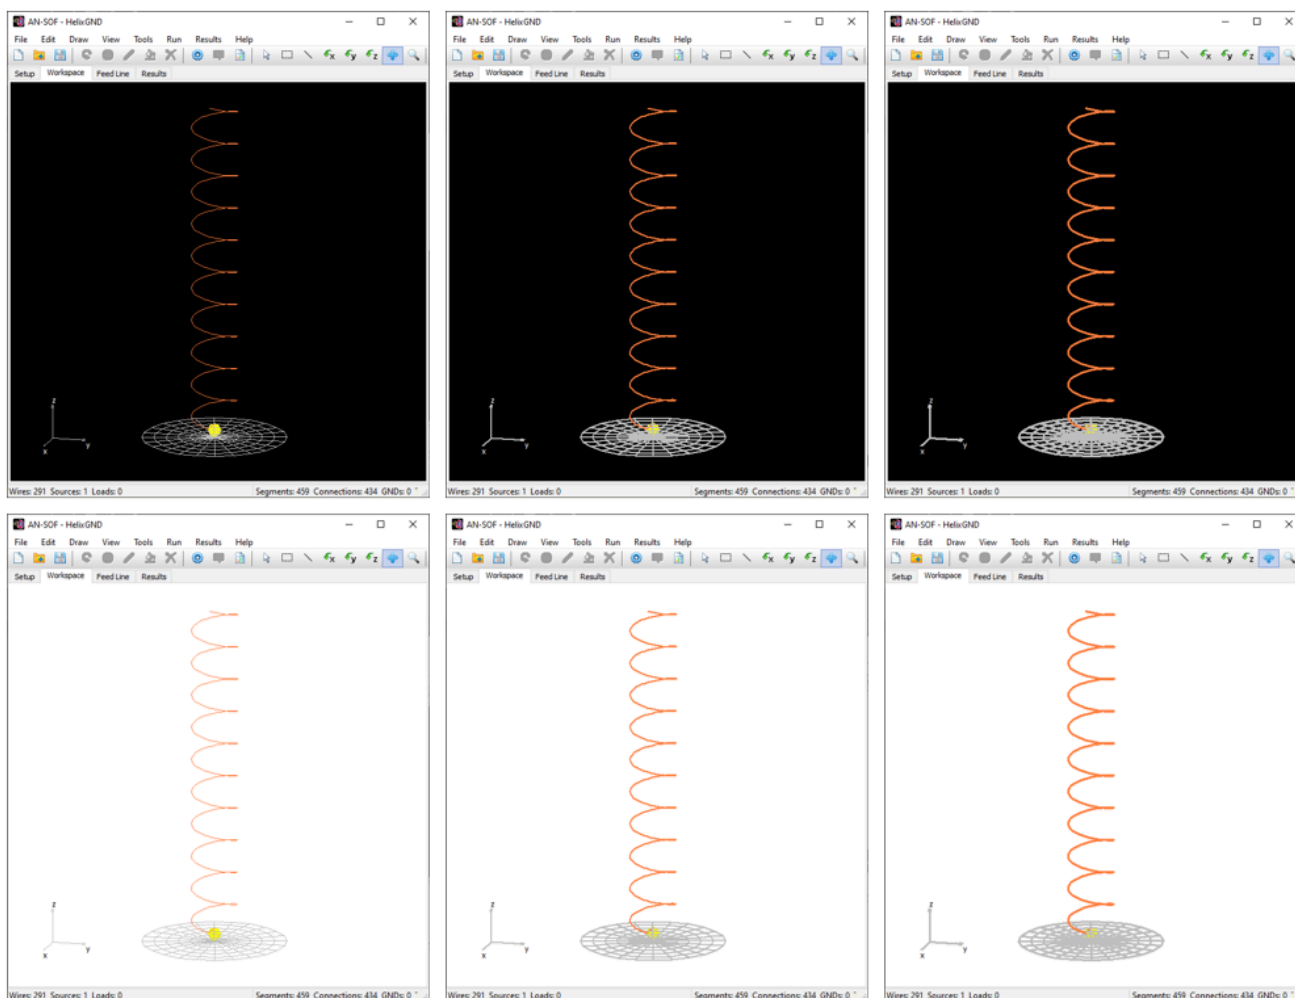 AN-SOF - HelixGND
File Edit Draw View Tools Run Results Help
x y z
Setup Workspace Feed Line Results
z
y
x
Wires: 291 Sources: 1 Loads: 0 Segments: 459 Connections: 434 GNDs: 0
AN-SOF - HelixGND
File Edit Draw View Tools Run Results Help
x y z
Setup Workspace Feed Line Results
z
y
x
Wires: 291 Sources: 1 Loads: 0 Segments: 459 Connections: 434 GNDs: 0
AN-SOF - HelixGND
File Edit Draw View Tools Run Results Help
x y z
Setup Workspace Feed Line Results
z
y
x
Wires: 291 Sources: 1 Loads: 0 Segments: 459 Connections: 434 GNDs: 0
AN-SOF - HelixGND
File Edit Draw View Tools Run Results Help
x y z
Setup Workspace Feed Line Results
z
y
x
Wires: 291 Sources: 1 Loads: 0 Segments: 459 Connections: 434 GNDs: 0
AN-SOF - HelixGND
File Edit Draw View Tools Run Results Help
x y z
Setup Workspace Feed Line Results
z
y
x
Wires: 291 Sources: 1 Loads: 0 Segments: 459 Connections: 434 GNDs: 0
AN-SOF - HelixGND
File Edit Draw View Tools Run Results Help
x y z
Setup Workspace Feed Line Results
z
y
x
Wires: 291 Sources: 1 Loads: 0 Segments: 459 Connections: 434 GNDs: 0